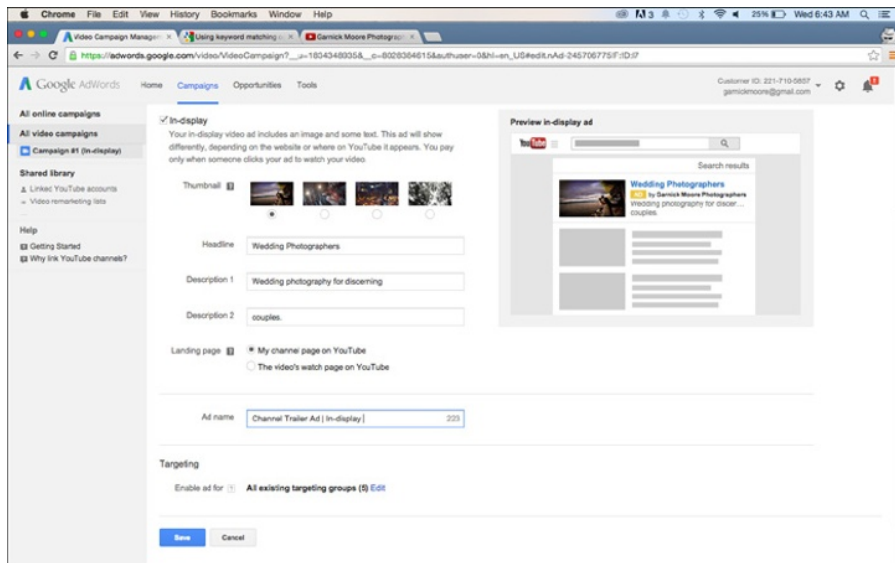 Chrome File Edit View History Bookmarks Window Help
3 25% Wed 6:43 AM
Video Campaign Manager
Using keyword matching o
Garnick Moore Photograph
https://adwords.google.com/video/VideoCampaign?
Google AdWords
Home Campaigns Opportunities Tools
Customer ID: 221-710-5857
garnickmoore@gmail.com
All online campaigns
All video campaigns
Campaign #1 (In-display)
Shared library
Linked YouTube accounts
Video remarketing lists
Help
Getting Started
Why link YouTube channels?
In-display
Your in-display video ad includes an image and some text. This ad will show
differently, depending on the website or where on YouTube it appears. You pay
only when someone clicks your ad to watch your video.
Thumbnail ?
Headline Wedding Photographers
Description 1 Wedding photography for discerning
Description 2 couples.
Landing page ? My channel page on YouTube
The video's watch page on YouTube
Ad name Channel Trailer Ad | In-display 223
Targeting
Enable ad for ? All existing targeting groups (5) Edit
Save Cancel
Preview in-display ad
YouTube
Search results
Wedding Photographers
AD by Garnick Moore Photographers
Wedding photography for discer...
couples.